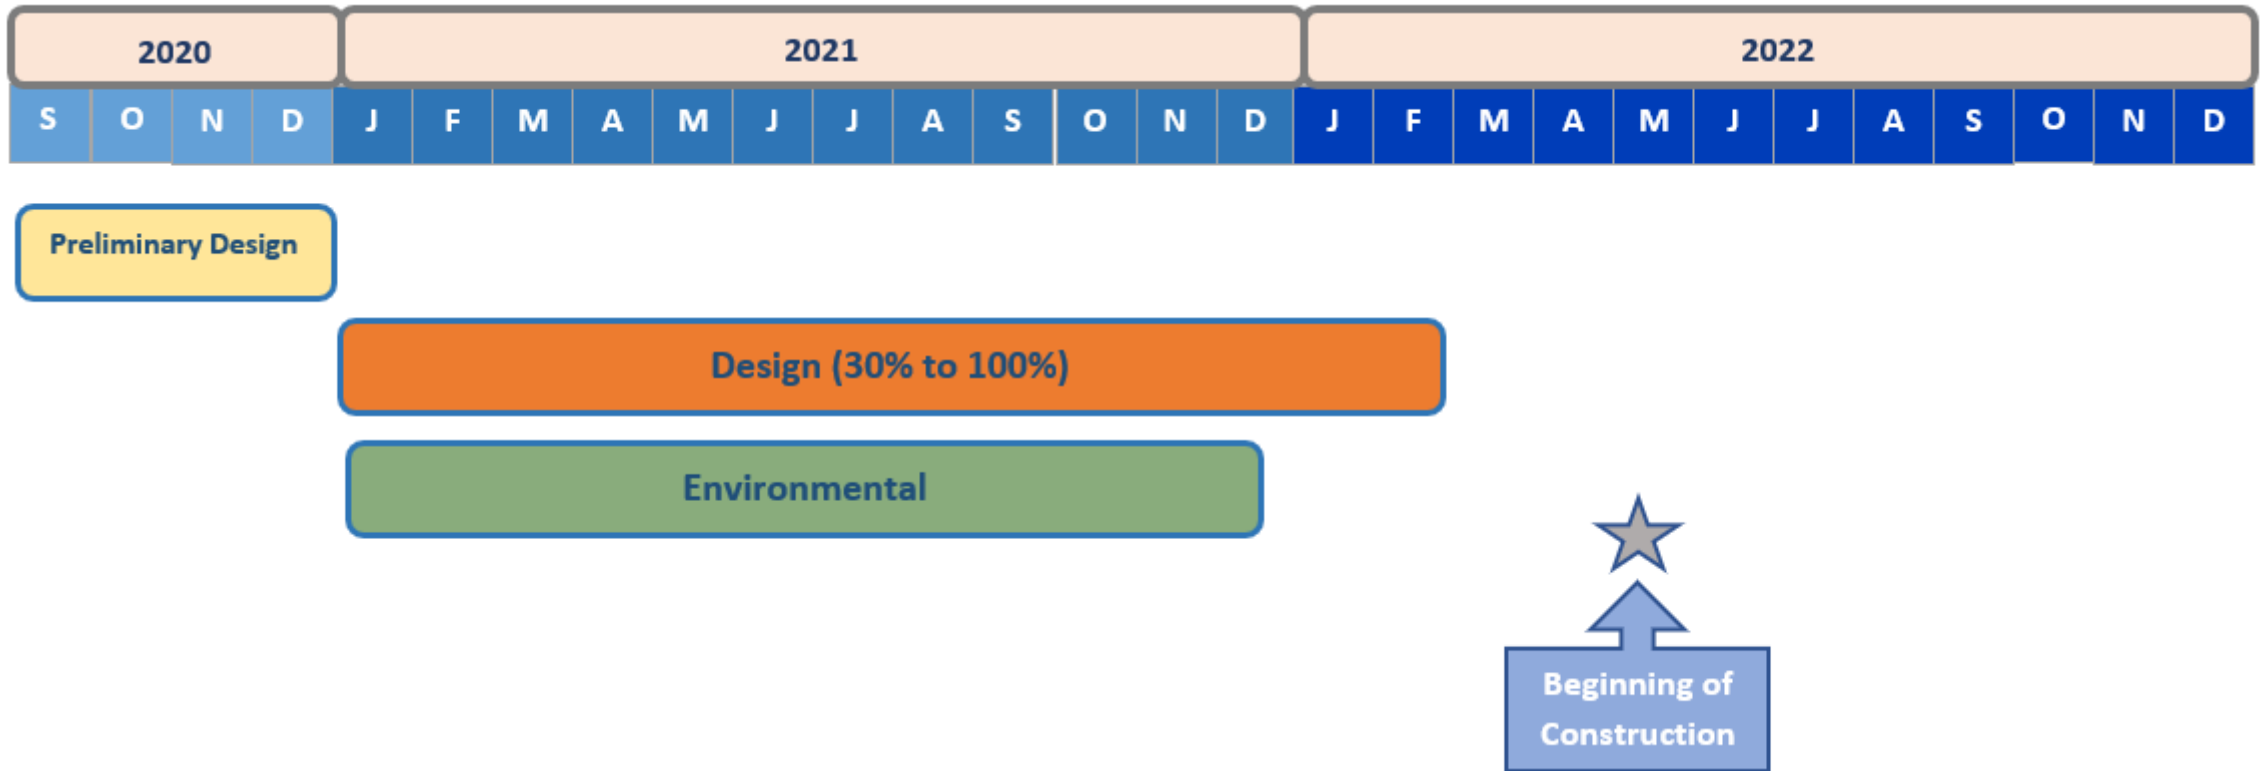 2020 2021 2022
S O N D J F M A M J J A S O N D J F M A M J J A S O N D
Preliminary Design
Design (30% to 100%)
Environmental
Beginning of
Construction